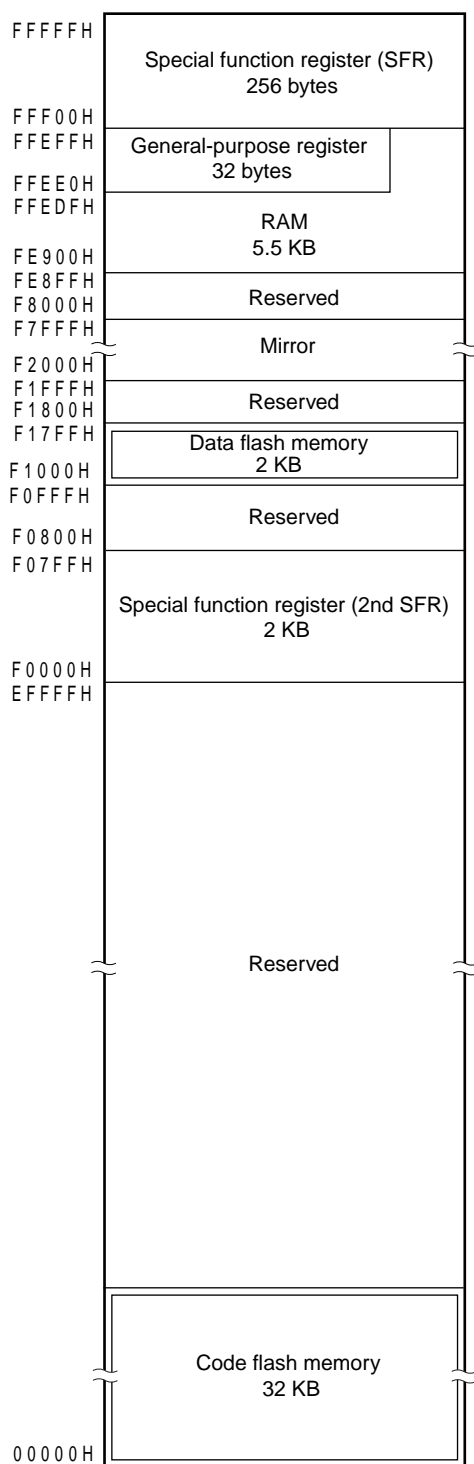 FFFFFH
Special function register (SFR)
256 bytes
FFF00H
FFEFFH
General-purpose register
32 bytes
FFEE0H
FFEDFH
RAM
5.5 KB
FE900H
FE8FFH
Reserved
F8000H
F7FFFH
Mirror
F2000H
F1FFFH
Reserved
F1800H
F17FFH
Data flash memory
2 KB
F1000H
F0FFFH
Reserved
F0800H
F07FFH
Special function register (2nd SFR)
2 KB
F0000H
EFFFFH
Reserved
Code flash memory
32 KB
00000H